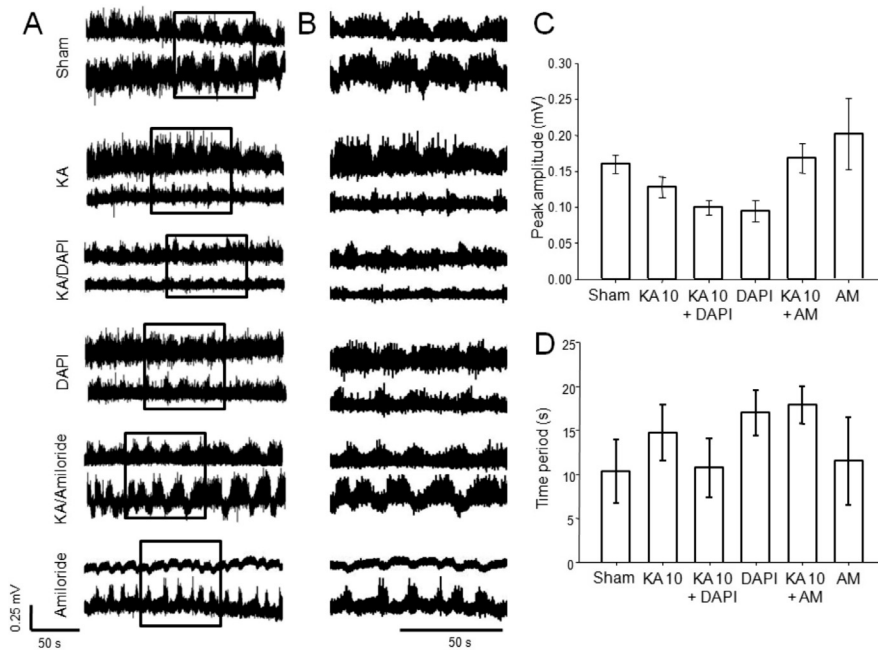 A
B
C
D
Sham
KA
KA/DAPI
DAPI
KA/Amiloride
Amiloride
0.25 mV
50 s
50 s
Peak amplitude (mV)
0.30
0.25
0.20
0.15
0.10
0.05
0.00
Sham KA 10 KA 10 DAPI KA 10 AM
+ DAPI + AM
Time period (s)
25
20
15
10
5
0
Sham KA 10 KA 10 DAPI KA 10 AM
+ DAPI + AM